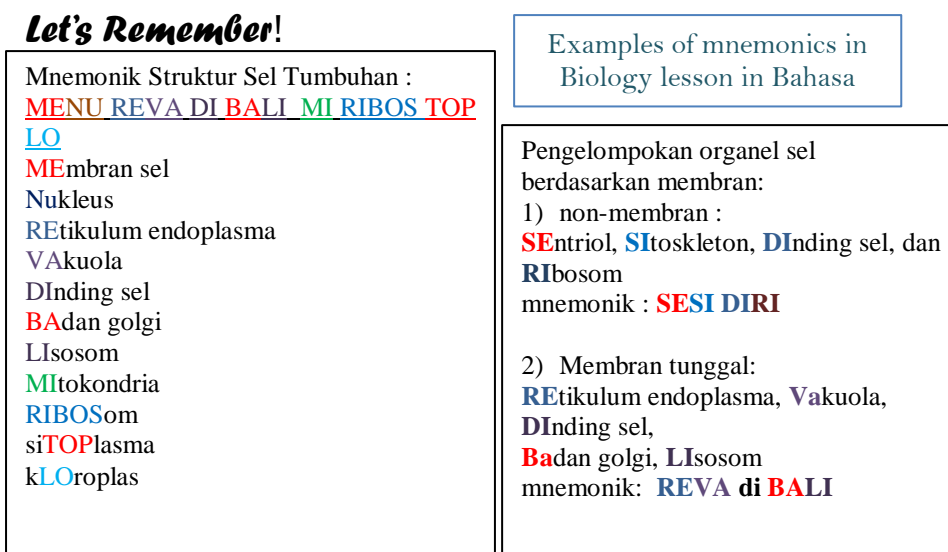 Let's Remember!
Mnemonik Struktur Sel Tumbuhan :
MENU REVA DI BALI MI RIBOS TOP
LO
MEmbran sel
Nukleus
REtikulum endoplasma
VAkuola
DInding sel
BAdan golgi
LIsosom
MItokondria
RIBOSom
siTOPlasma
kLOroplas
Examples of mnemonics in
Biology lesson in Bahasa
Pengelompokan organel sel
berdasarkan membran:
1) non-membran :
SEntriol, SItoskleton, DInding sel, dan
RIbosom
mnemonik : SESI DIRI
2) Membran tunggal:
REtikulum endoplasma, Vakuola,
DInding sel,
Badan golgi, LIsosom
mnemonik: REVA di BALI